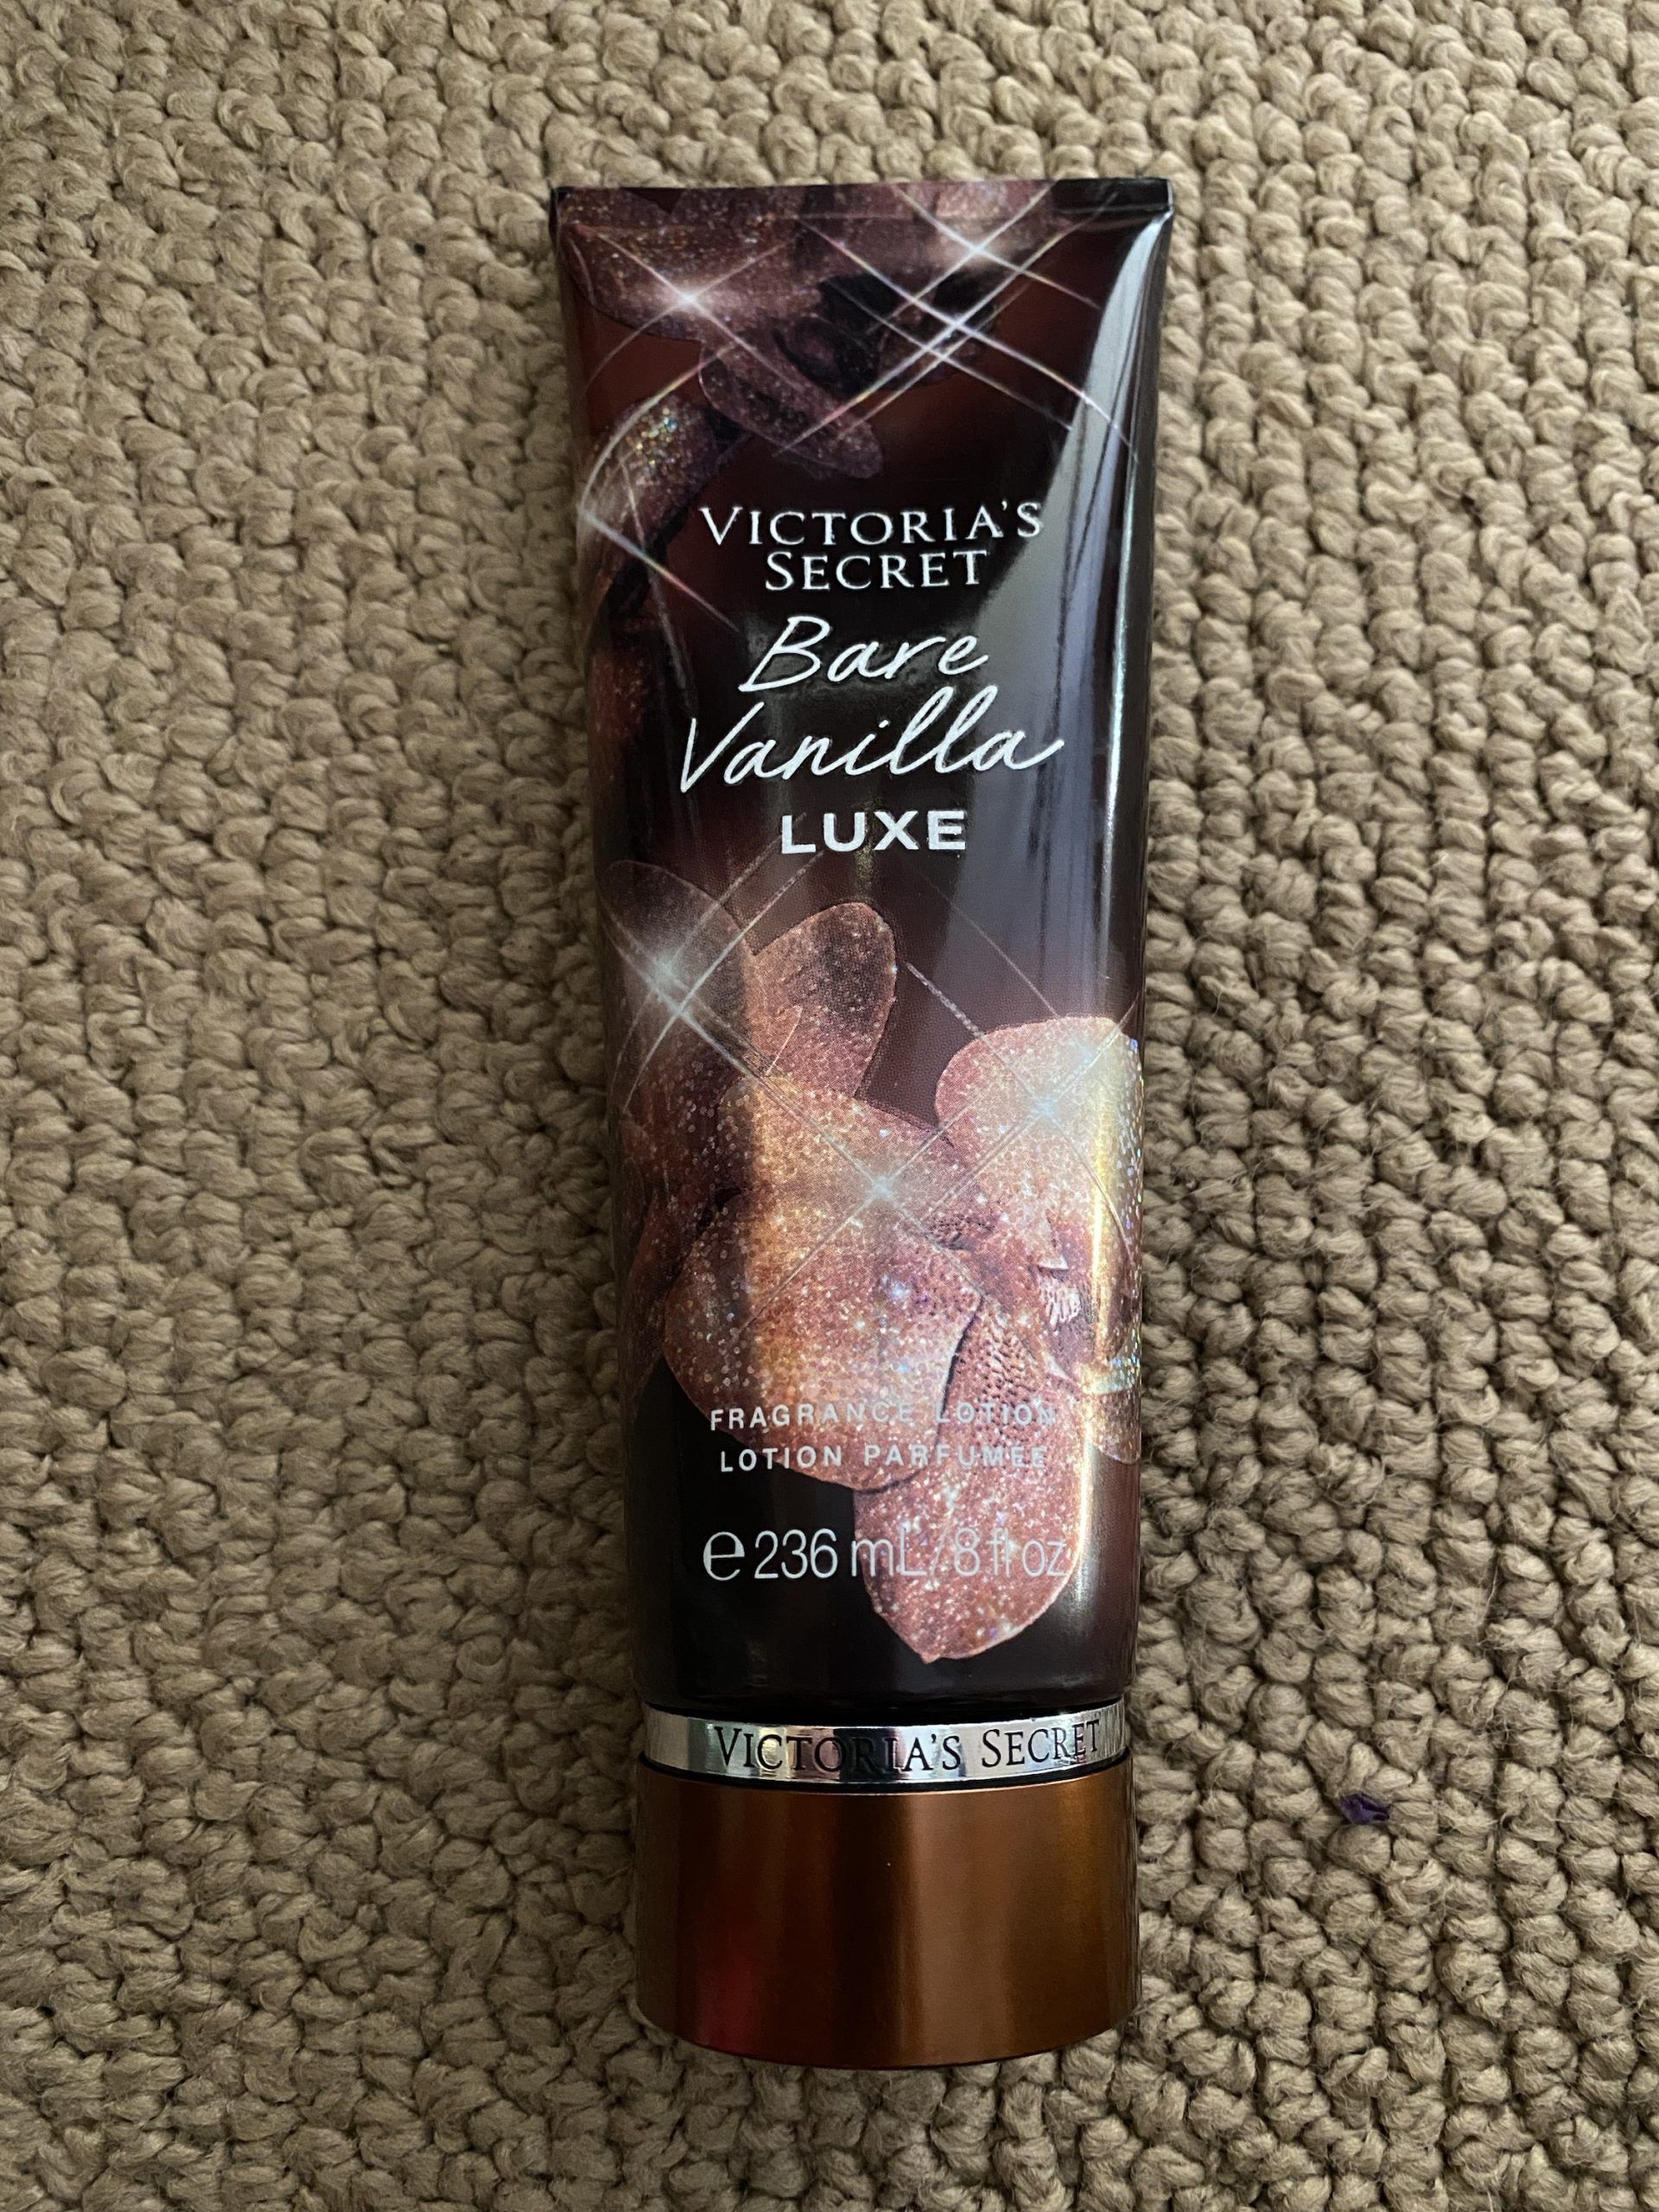 VICTORIA'S
SECRET
Bare
Vanilla
LUXE
FRAGRANCE LOTION
LOTION PARFUMÉE
℮ 236 mL/8 fl oz
VICTORIA'S SECRET